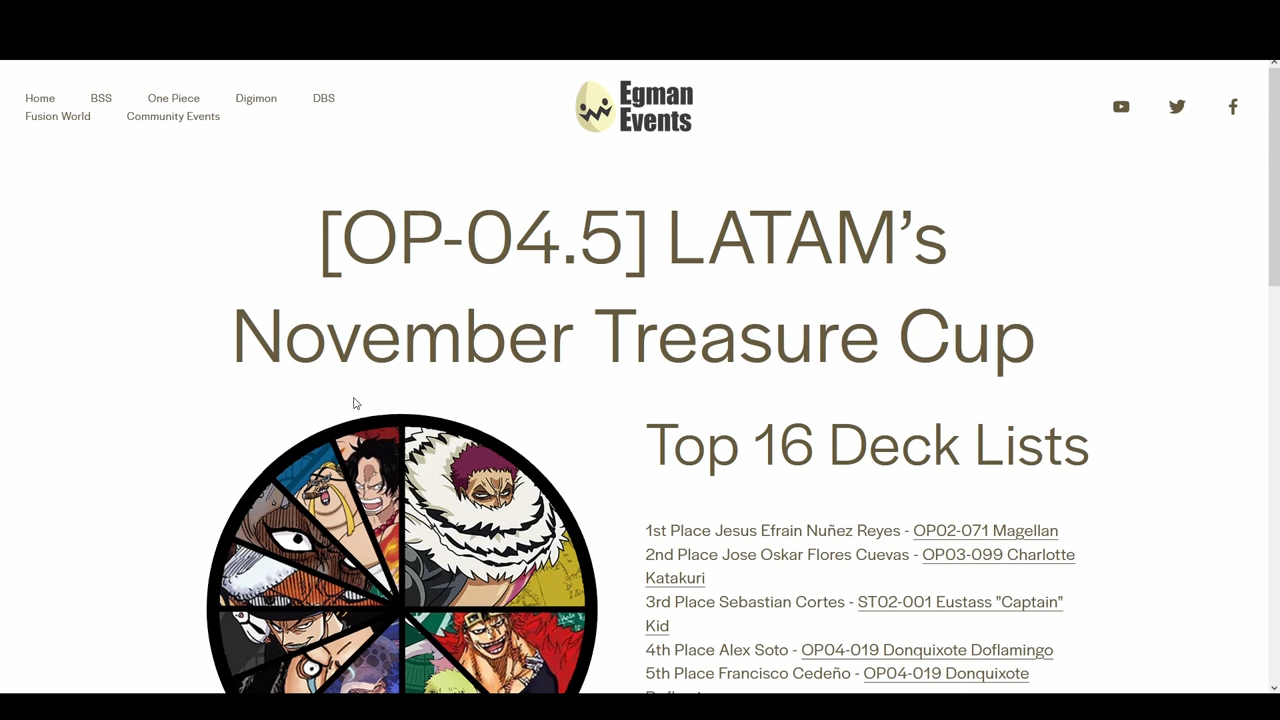 Home BSS One Piece Digimon DBS
Fusion World Community Events
Egman
Events
[OP-04.5] LATAM’s
November Treasure Cup
Top 16 Deck Lists
1st Place Jesus Efrain Nuñez Reyes - OP02-071 Magellan
2nd Place Jose Oskar Flores Cuevas - OP03-099 Charlotte
Katakuri
3rd Place Sebastian Cortes - ST02-001 Eustass "Captain"
Kid
4th Place Alex Soto - OP04-019 Donquixote Doflamingo
5th Place Francisco Cedeño - OP04-019 Donquixote